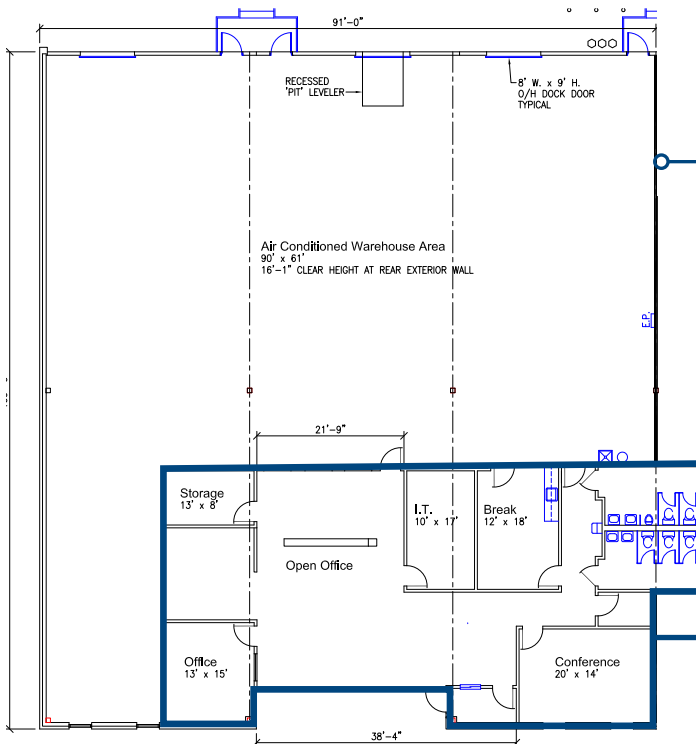 91'-0"
RECESSED
'PIT' LEVELER
8' W. x 9' H.
O/H DOCK DOOR
TYPICAL
Air Conditioned Warehouse Area
90' x 61'
16'-1" CLEAR HEIGHT AT REAR EXTERIOR WALL
E.P.
21'-9"
Storage
13' x 8'
I.T.
10' x 17'
Break
12' x 18'
Open Office
Office
13' x 15'
Conference
20' x 14'
38'-4"